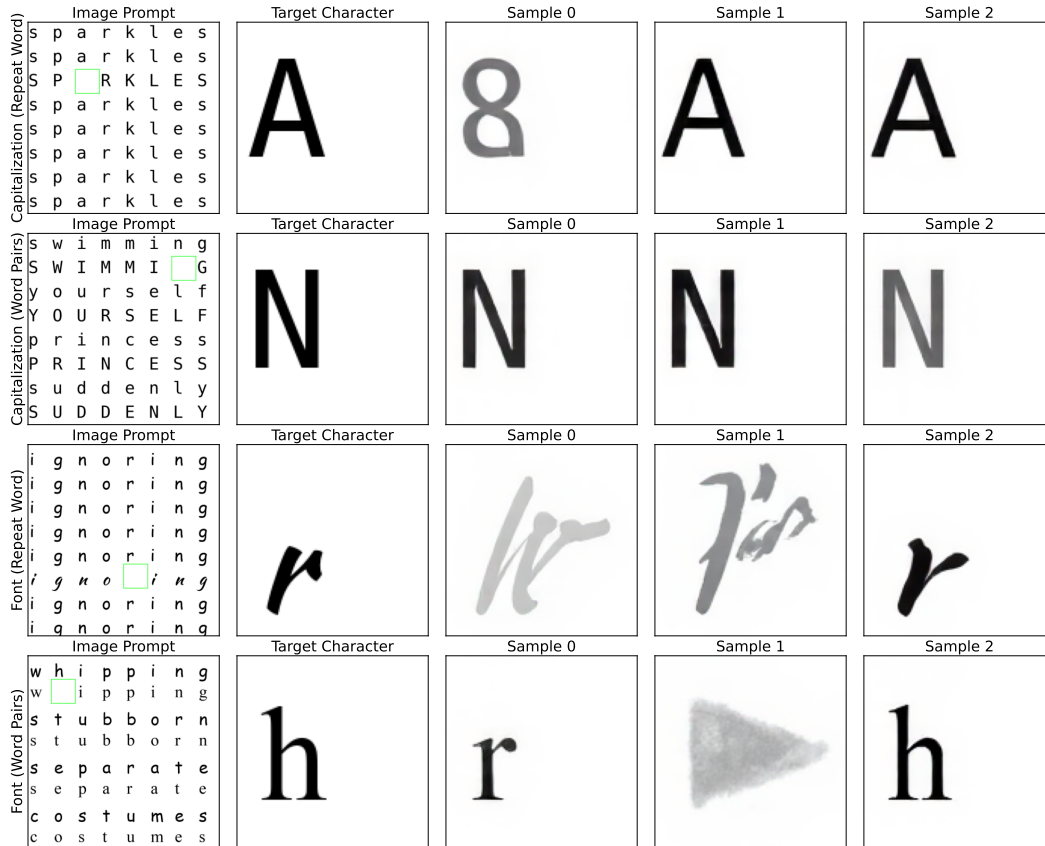 Image Prompt Target Character Sample 0 Sample 1 Sample 2
Capitalization (Repeat Word)
s p a r k l e s
s p a r k l e s
S P R K L E S
s p a r k l e s
s p a r k l e s
s p a r k l e s
s p a r k l e s
s p a r k l e s
A 8 A A
Image Prompt Target Character Sample 0 Sample 1 Sample 2
Capitalization (Word Pairs)
s w i m m i n g
S W I M M I G
y o u r s e l f
Y O U R S E L F
p r i n c e s s
P R I N C E S S
s u d d e n l y
S U D D E N L Y
N N N N
Image Prompt Target Character Sample 0 Sample 1 Sample 2
Font (Repeat Word)
i g n o r i n g
i g n o r i n g
i g n o r i n g
i g n o r i n g
i g n o r i n g
i g n o i n g
i g n o r i n g
i g n o r i n g
r r
Image Prompt Target Character Sample 0 Sample 1 Sample 2
Font (Word Pairs)
w h i p p i n g
w i p p i n g
s t u b b o r n
s t u b b o r n
s e p a r a t e
s e p a r a t e
c o s t u m e s
c o s t u m e s
h r h